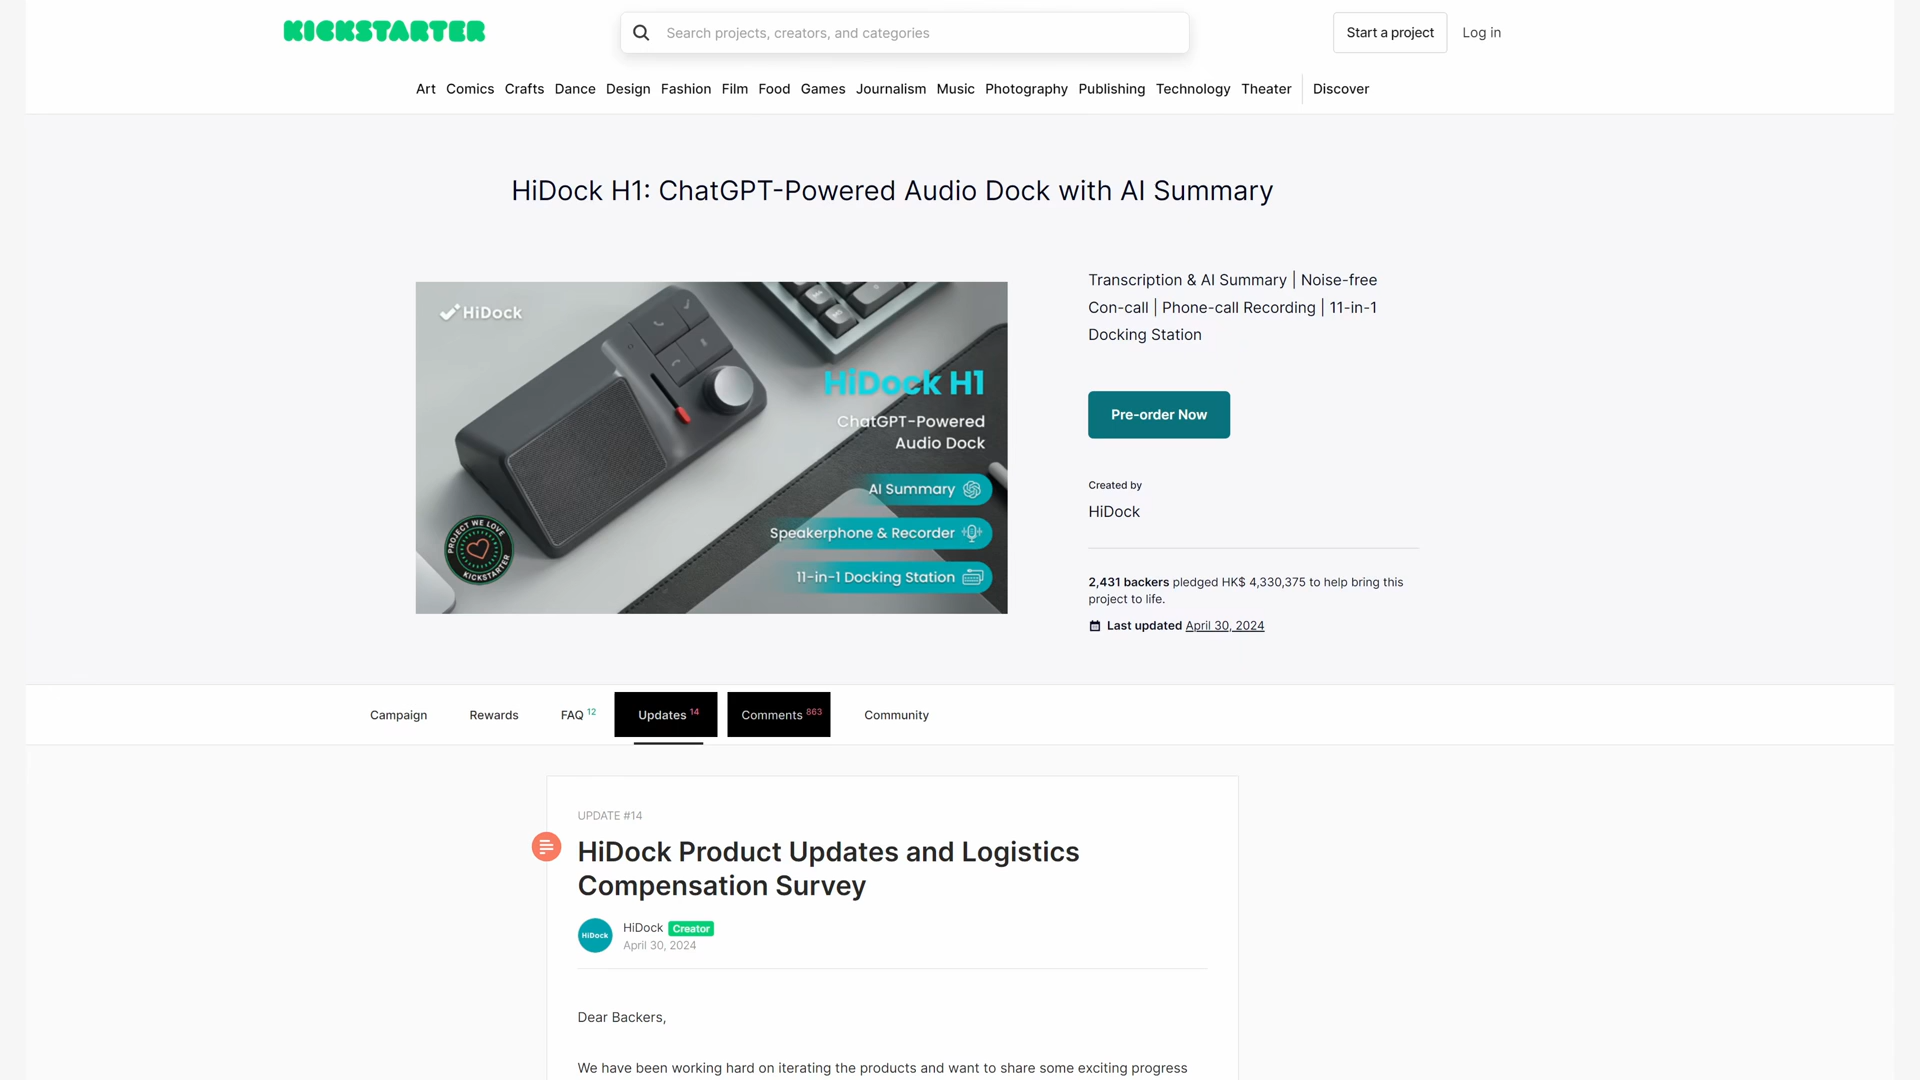 KICKSTARTER
Search projects, creators, and categories
Start a project
Log in
Art Comics Crafts Dance Design Fashion Film Food Games Journalism Music Photography Publishing Technology Theater Discover
HiDock H1: ChatGPT-Powered Audio Dock with AI Summary
HiDock
HiDock H1
ChatGPT-Powered
Audio Dock
AI Summary
Speakerphone & Recorder
11-in-1 Docking Station
PROJECT WE LOVE
KICKSTARTER
Transcription & AI Summary | Noise-free
Con-call | Phone-call Recording | 11-in-1
Docking Station
Pre-order Now
Created by
HiDock
2,431 backers pledged HK$ 4,330,375 to help bring this
project to life.
Last updated April 30, 2024
Campaign Rewards FAQ 12 Updates 14 Comments 863 Community
UPDATE #14
HiDock Product Updates and Logistics
Compensation Survey
HiDock
HiDock Creator
April 30, 2024
Dear Backers,
We have been working hard on iterating the products and want to share some exciting progress